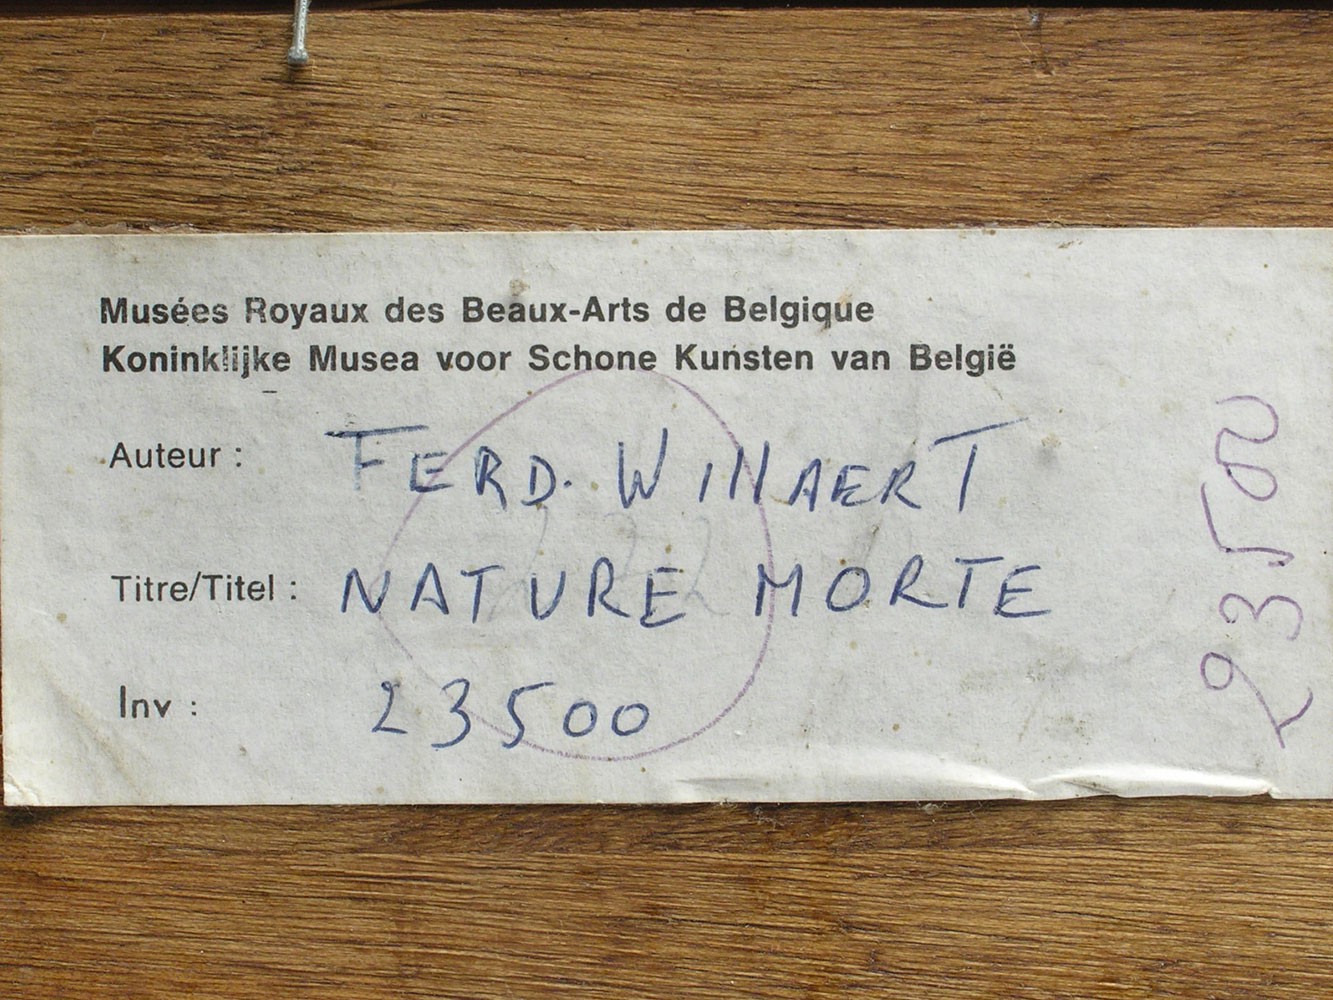 Musées Royaux des Beaux-Arts de Belgique
Koninklijke Musea voor Schone Kunsten van België
Auteur : FERD. WillAERT
Titre/Titel : NATURE MORTE
Inv : 23500
23500